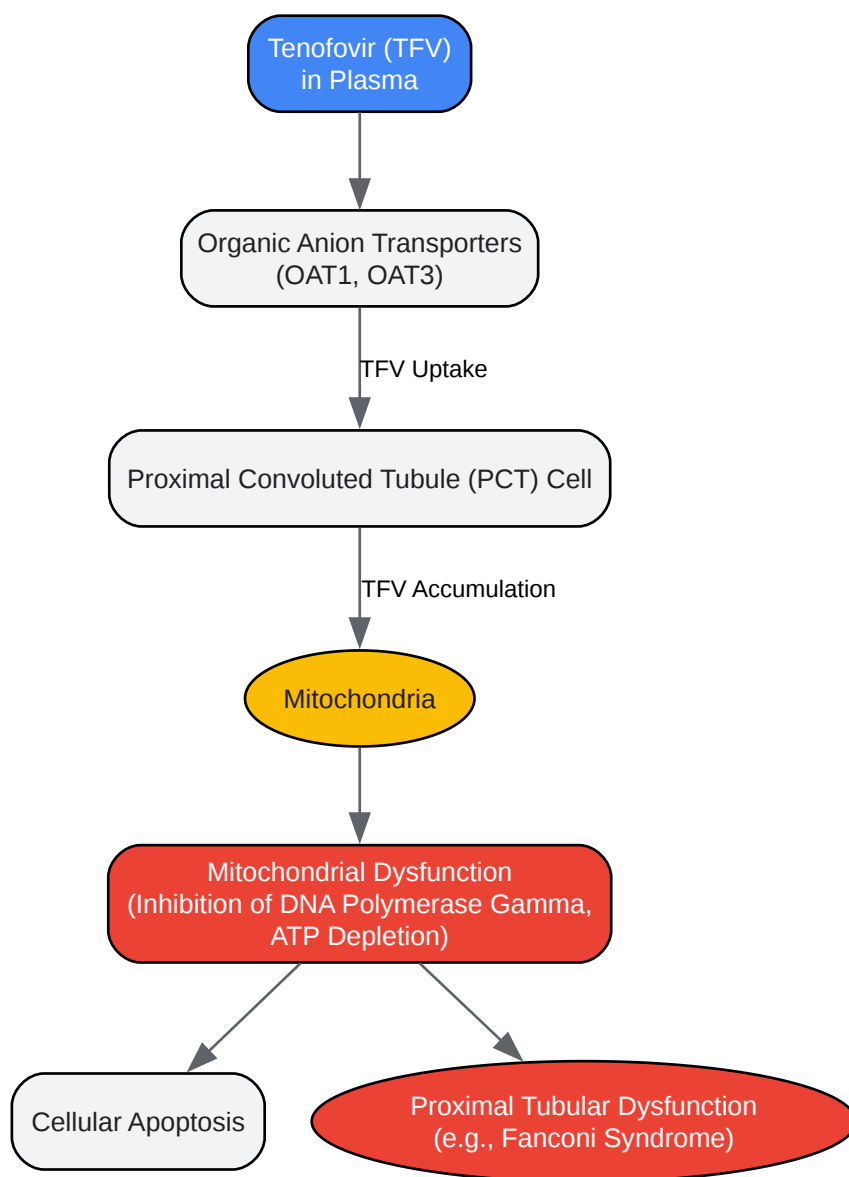 Tenofovir (TFV)
in Plasma
Organic Anion Transporters
(OAT1, OAT3)
TFV Uptake
Proximal Convoluted Tubule (PCT) Cell
TFV Accumulation
Mitochondria
Mitochondrial Dysfunction
(Inhibition of DNA Polymerase Gamma,
ATP Depletion)
Cellular Apoptosis
Proximal Tubular Dysfunction
(e.g., Fanconi Syndrome)